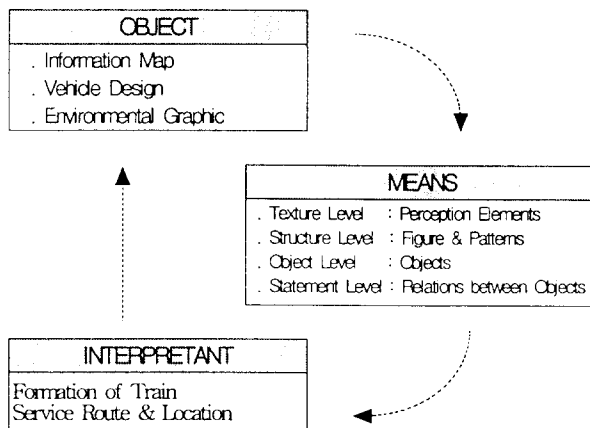 OBJECT
. Information Map
. Vehicle Design
. Environmental Graphic
MEANS
. Texture Level : Perception Elements
. Structure Level : Figure & Patterns
. Object Level : Objects
. Statement Level : Relations between Objects
INTERPRETANT
Formation of Train
Service Route & Location